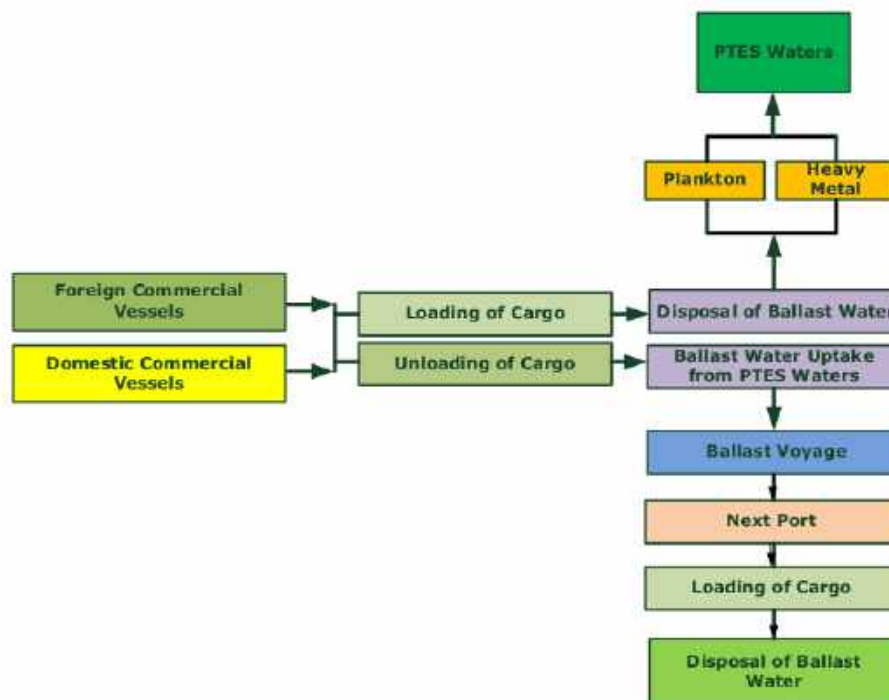 PTES Waters
Plankton
Heavy
Metal
Foreign Commercial
Vessels
Loading of Cargo
Disposal of Ballast Water
Domestic Commercial
Vessels
Unloading of Cargo
Ballast Water Uptake
from PTES Waters
Ballast Voyage
Next Port
Loading of Cargo
Disposal of Ballast
Water